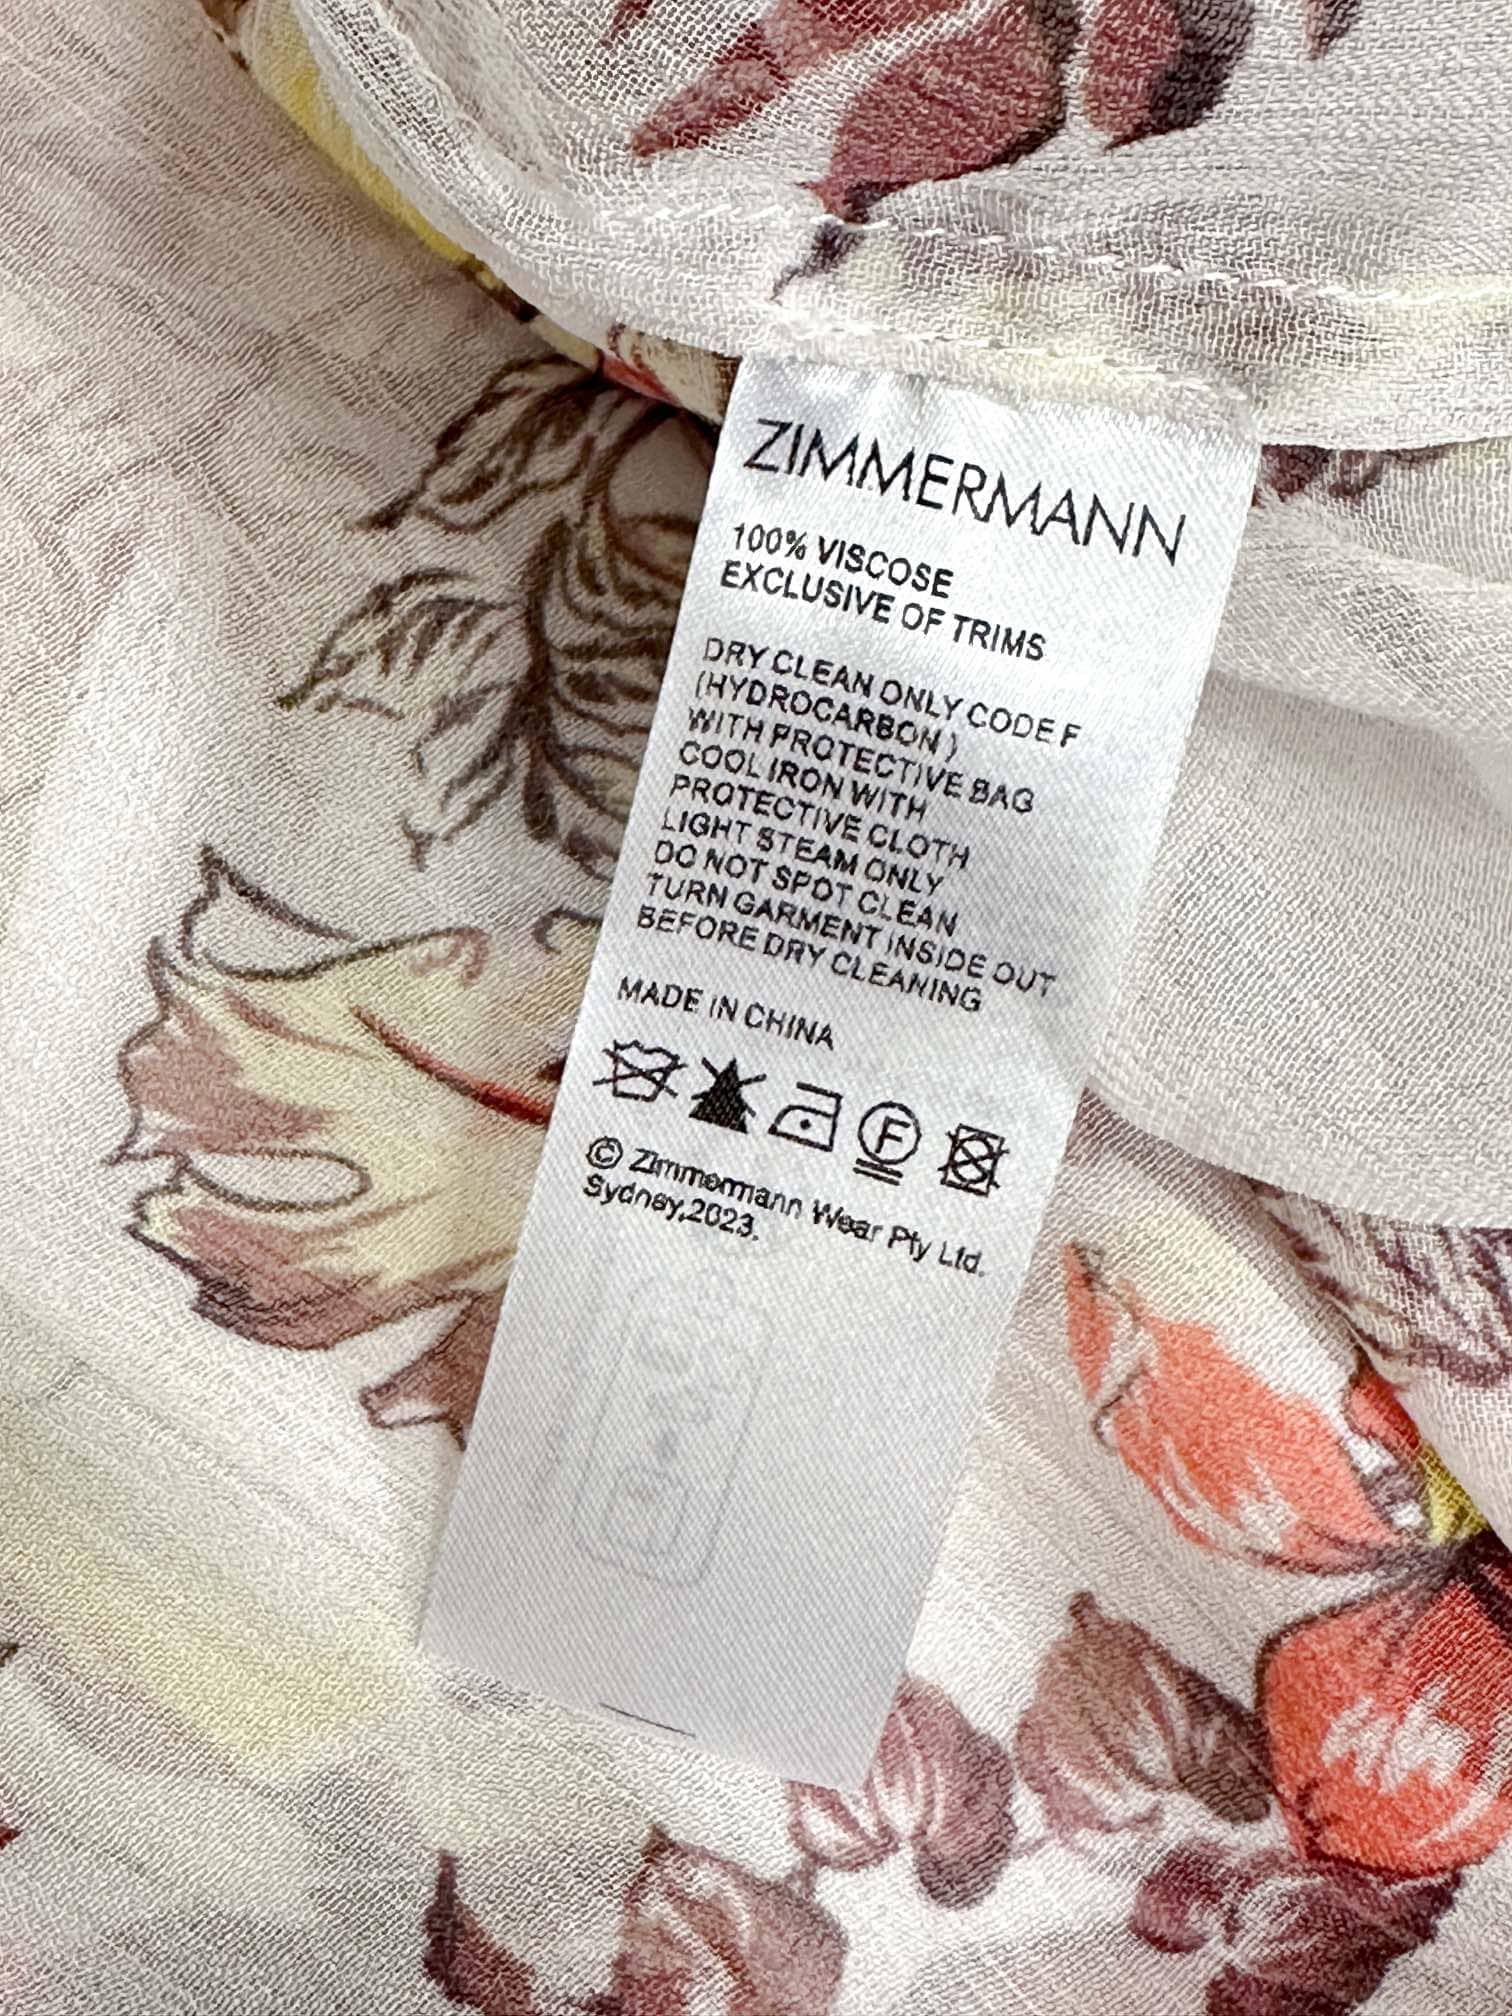 ZIMMERMANN
100% VISCOSE
EXCLUSIVE OF TRIMS
DRY CLEAN ONLY CODE F
(HYDROCARBON )
WITH PROTECTIVE BAG
COOL IRON WITH
PROTECTIVE CLOTH
LIGHT STEAM ONLY
DO NOT SPOT CLEAN
TURN GARMENT INSIDE OUT
BEFORE DRY CLEANING
MADE IN CHINA
F
© Zimmermann Wear Pty Ltd.
Sydney,2023.